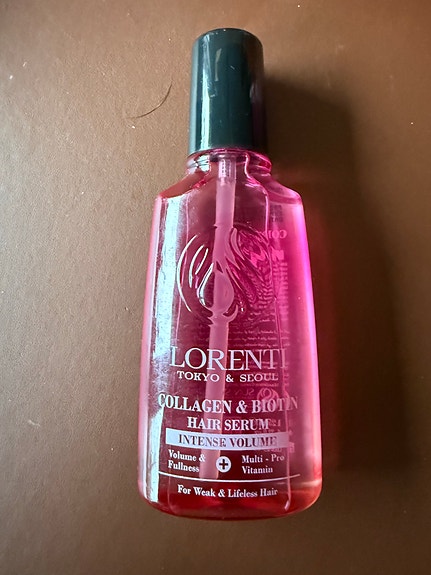 LORENTI
TOKYO & SEOUL
COLLAGEN & BIOTIN
HAIR SERUM
INTENSE VOLUME
Volume & Fullness + Multi - Pro Vitamin
For Weak & Lifeless Hair